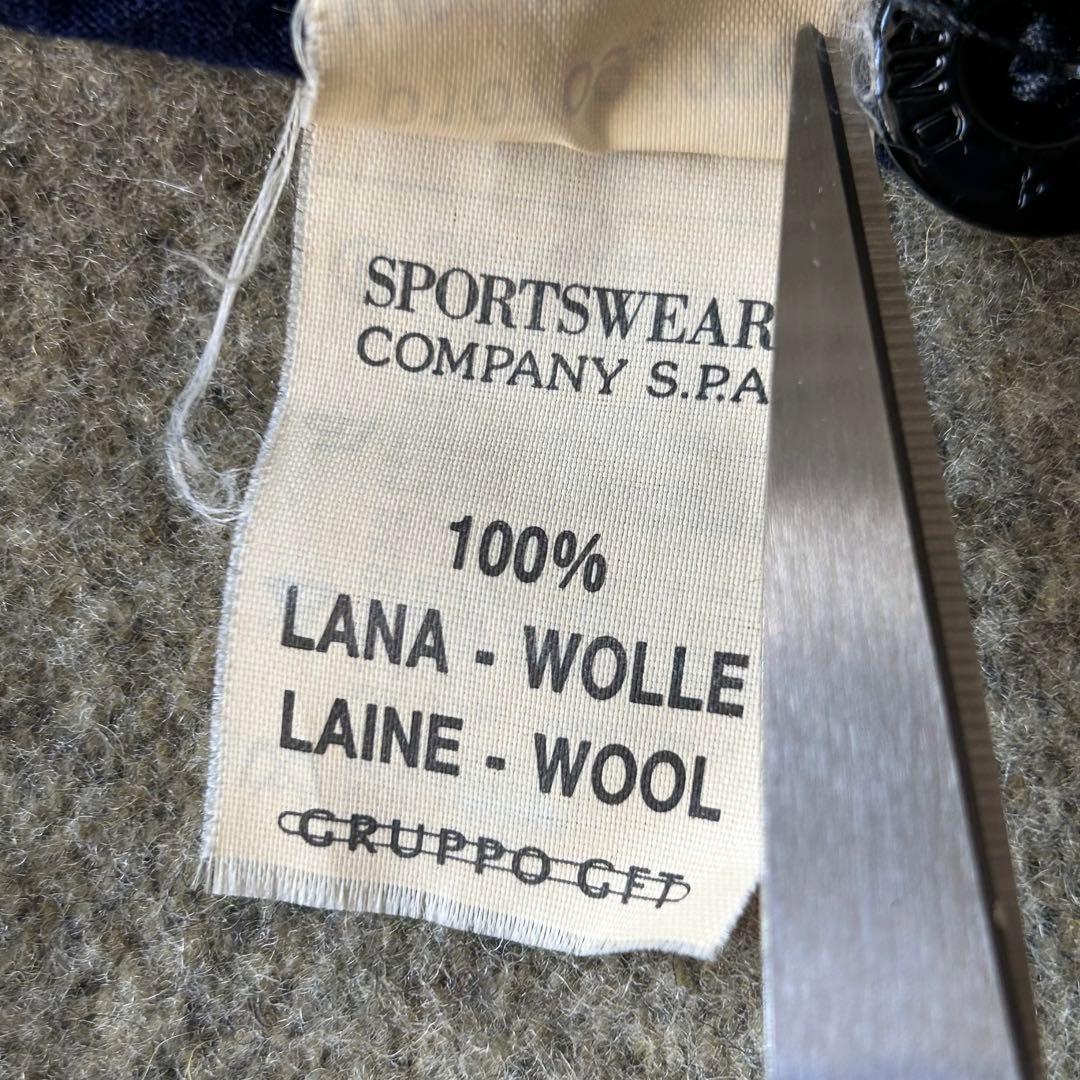 SPORTSWEAR
COMPANY S.P.A
100%
LANA - WOLLE
LAINE - WOOL
GRUPPO GFT